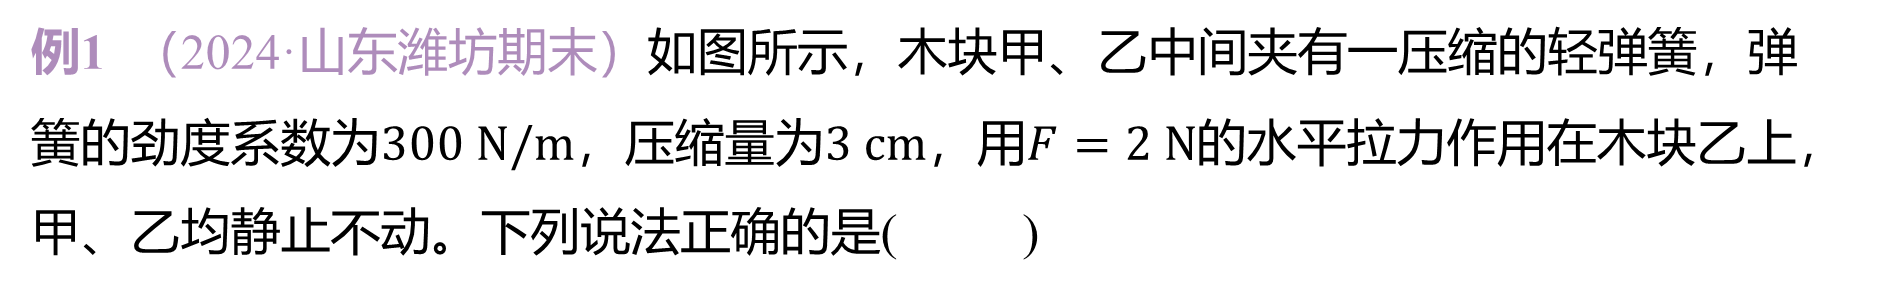 例1 （2024·山东潍坊期末）如图所示，木块甲、乙中间夹有一压缩的轻弹簧，弹
簧的劲度系数为300 N/m，压缩量为3 cm，用F = 2 N的水平拉力作用在木块乙上，
甲、乙均静止不动。下列说法正确的是(　　)